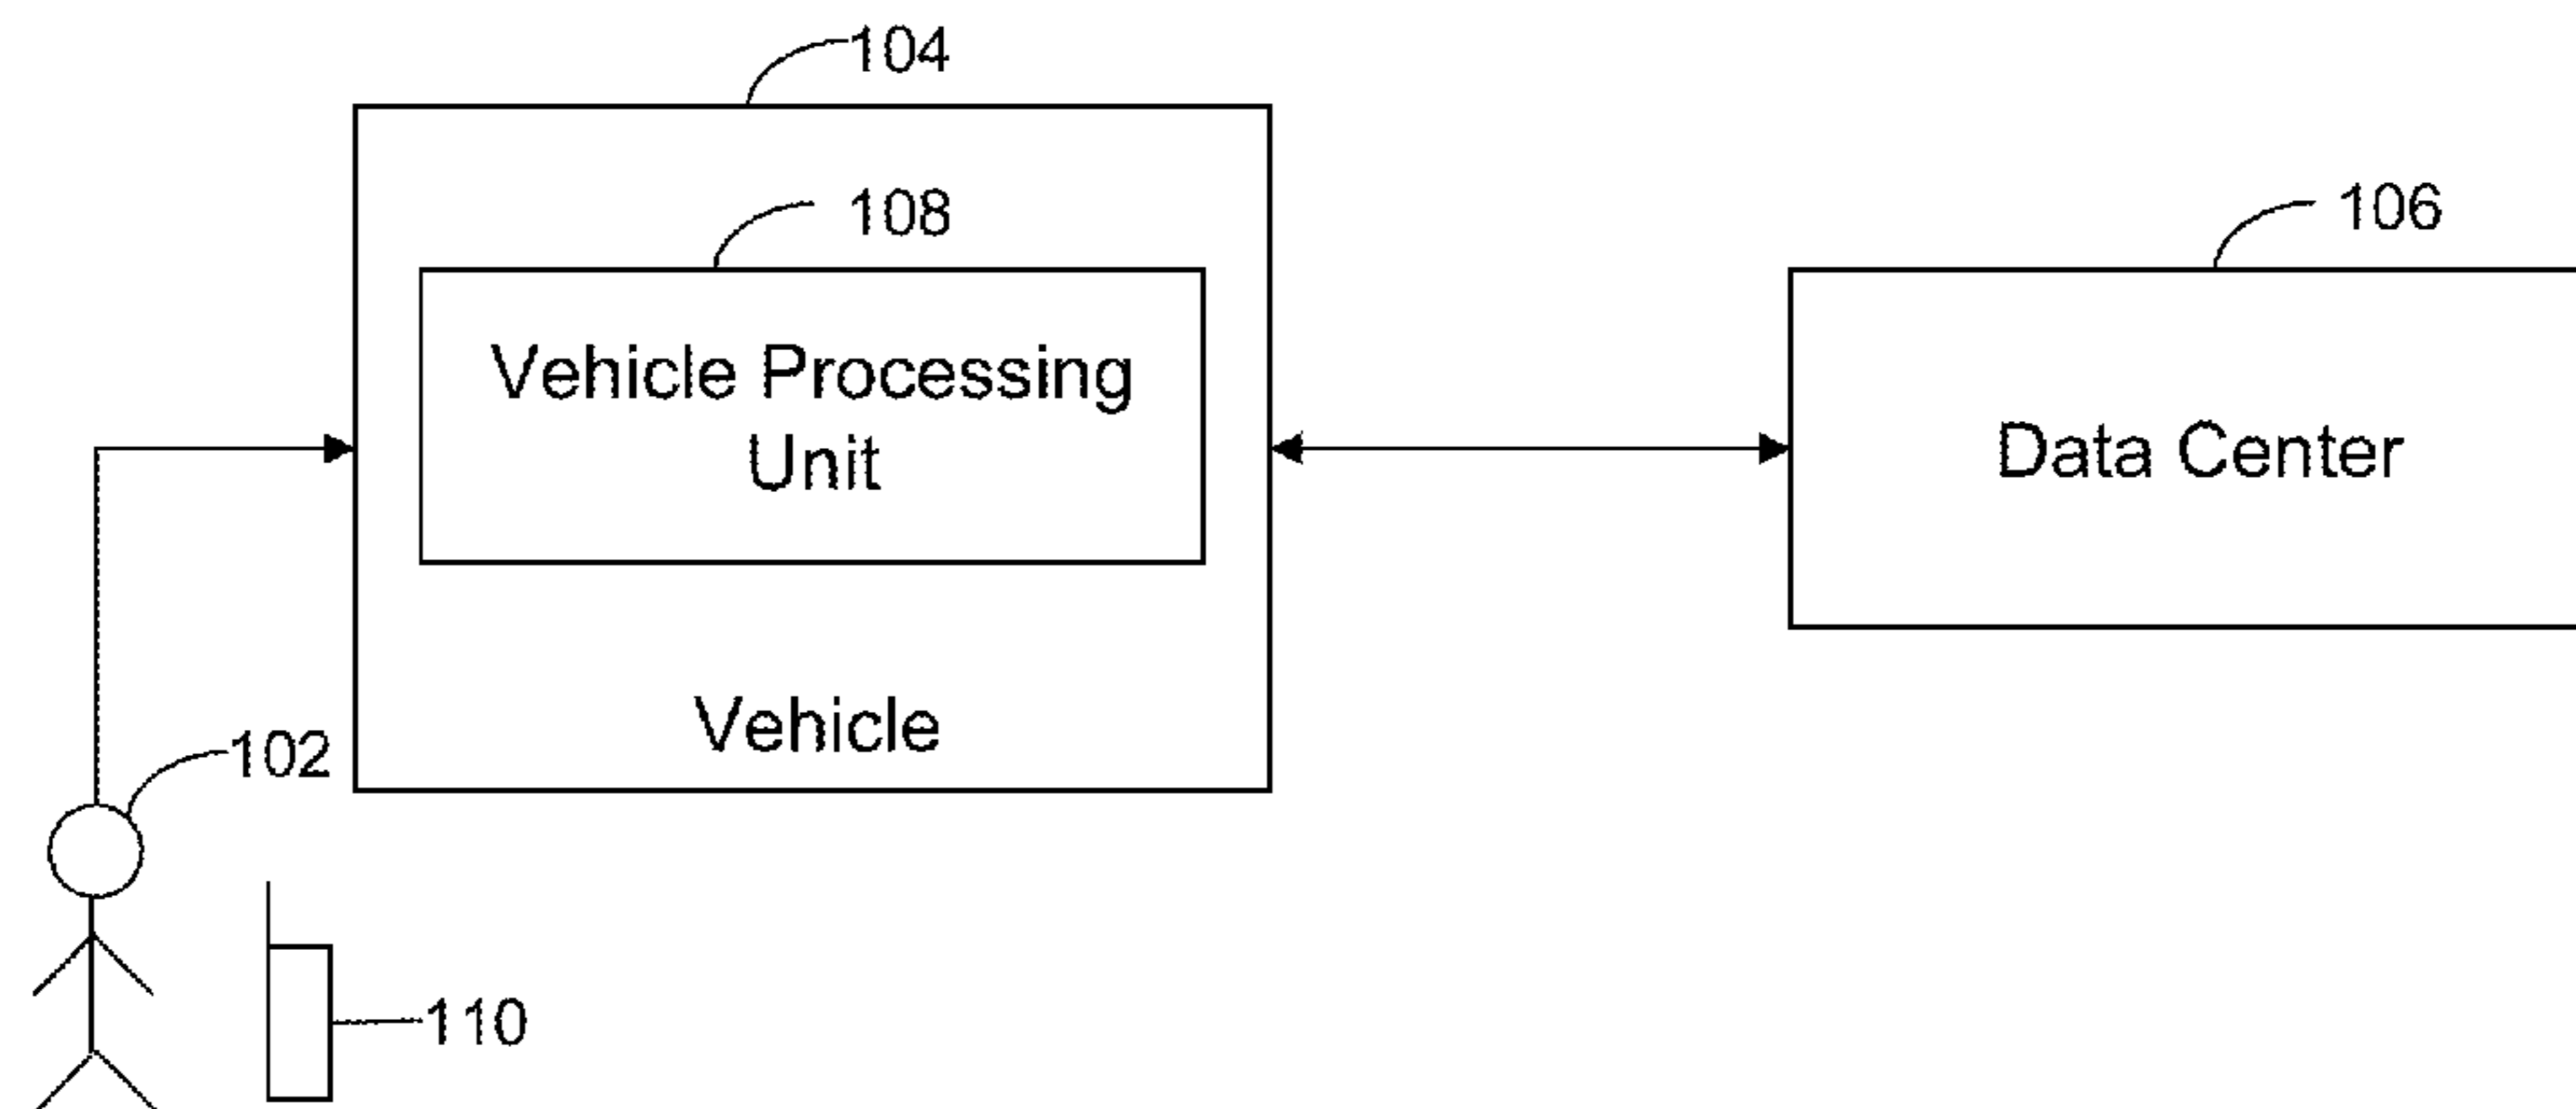 104
108
106
Vehicle Processing
Unit
Data Center
Vehicle
102
110